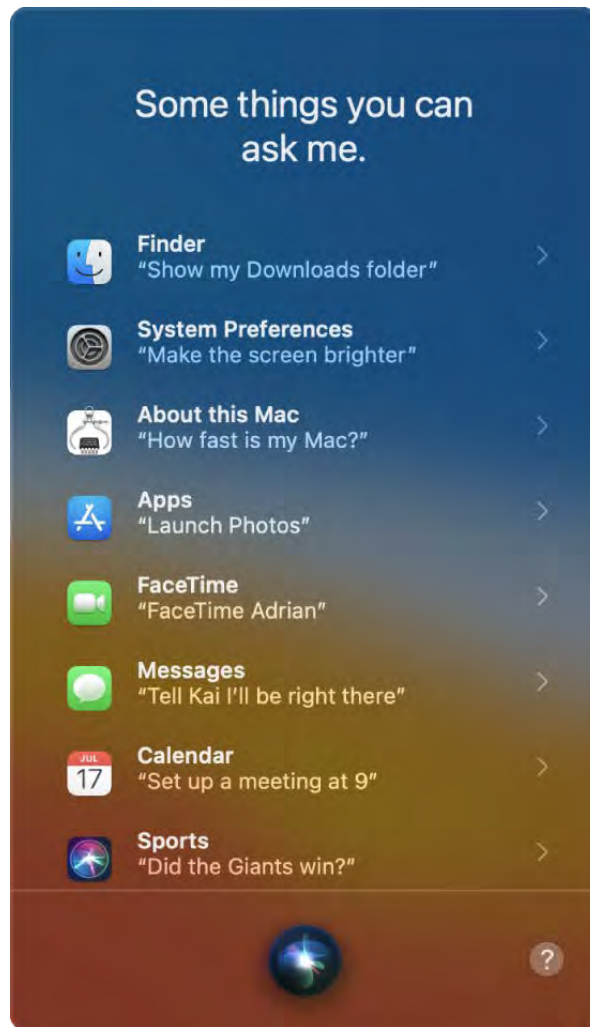 Some things you can
ask me.
Finder
“Show my Downloads folder”
System Preferences
“Make the screen brighter”
About this Mac
“How fast is my Mac?”
Apps
“Launch Photos”
FaceTime
“FaceTime Adrian”
Messages
“Tell Kai I’ll be right there”
JUL
17
Calendar
“Set up a meeting at 9”
Sports
“Did the Giants win?”
?